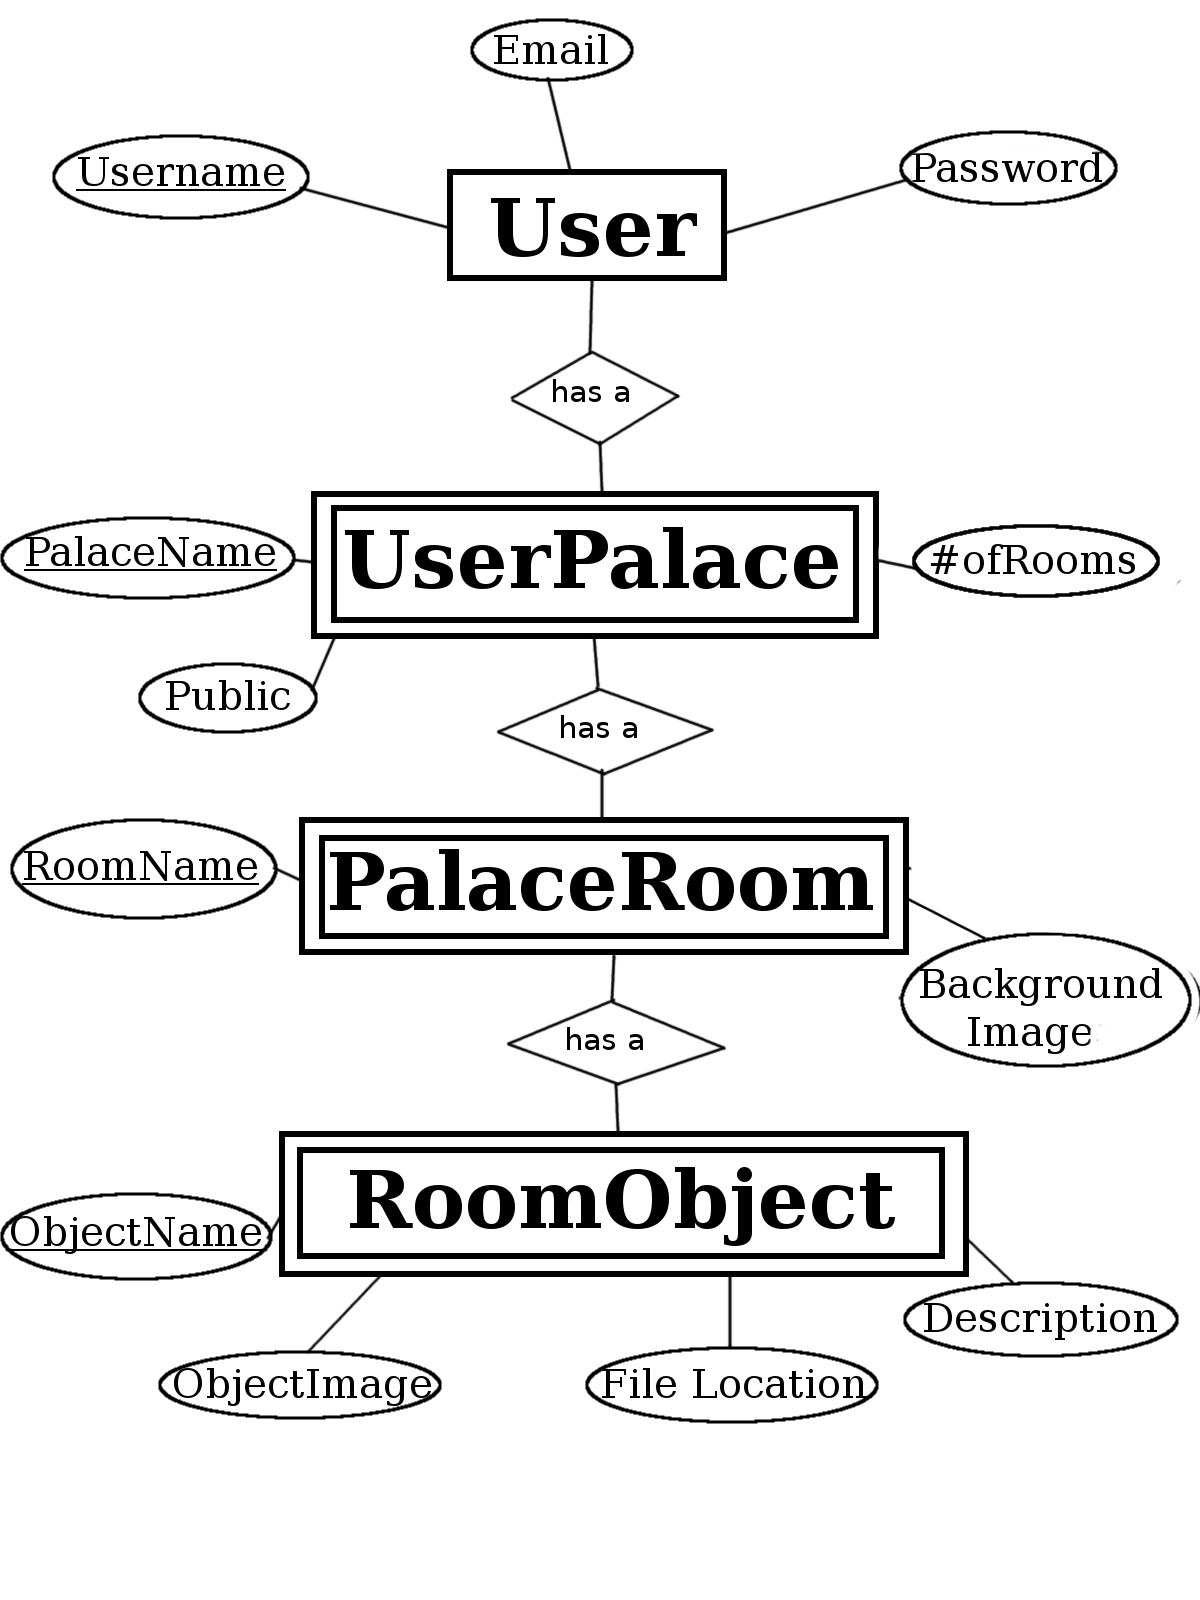 Email
Username
Password
User
has a
UserPalace
PalaceName
#ofRooms
Public
has a
RoomName
PalaceRoom
Background
Image
has a
RoomObject
ObjectName
Description
ObjectImage
File Location